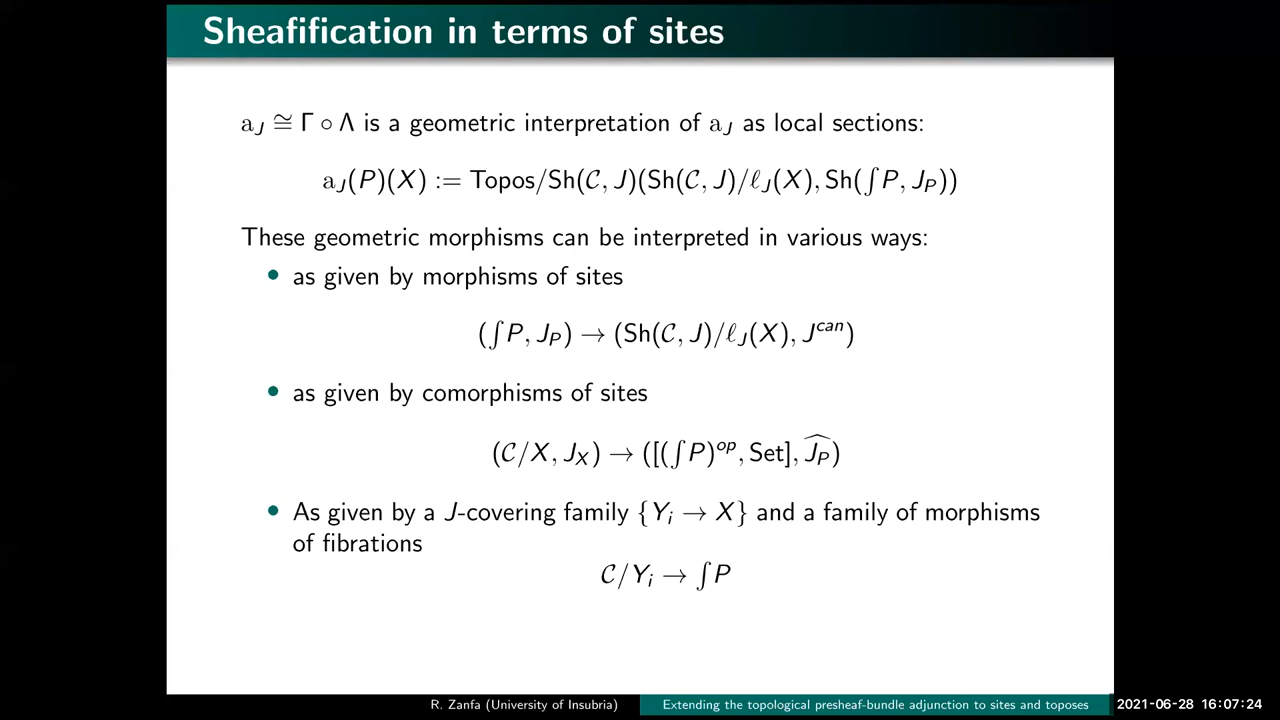 Sheafification in terms of sites
a_J ≅ Γ ∘ Λ is a geometric interpretation of a_J as local sections:
a_J(P)(X) := Topos/Sh(𝒞, J)(Sh(𝒞, J)/ℓ_J(X), Sh(∫P, J_P))
These geometric morphisms can be interpreted in various ways:
• as given by morphisms of sites
(∫P, J_P) → (Sh(𝒞, J)/ℓ_J(X), J^{can})
• as given by comorphisms of sites
(𝒞/X, J_X) → ([(∫P)^{op}, Set], \widehat{J_P})
• As given by a J-covering family {Y_i → X} and a family of morphisms
of fibrations
𝒞/Y_i → ∫P
R. Zanfa (University of Insubria) Extending the topological presheaf-bundle adjunction to sites and toposes 2021-06-28 16:07:24